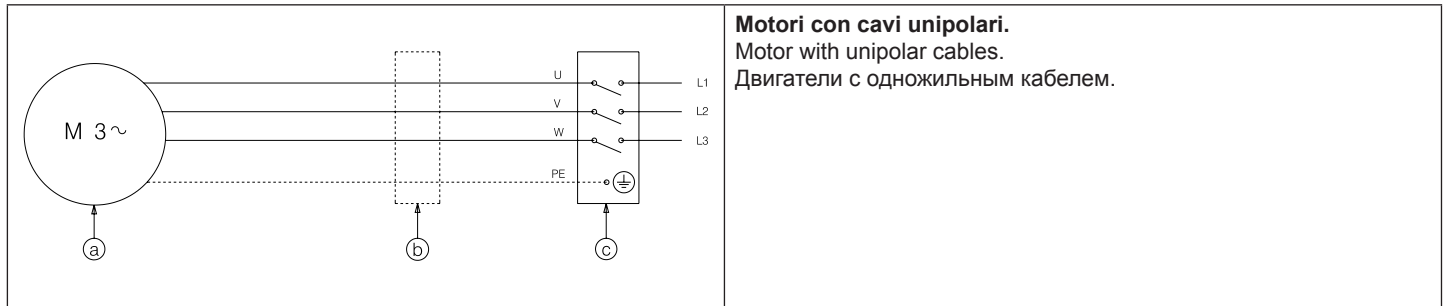 Motori con cavi unipolari.
Motor with unipolar cables.
Двигатели с одножильным кабелем.
U
L1
V
L2
M 3~
W
L3
PE
a
b
c